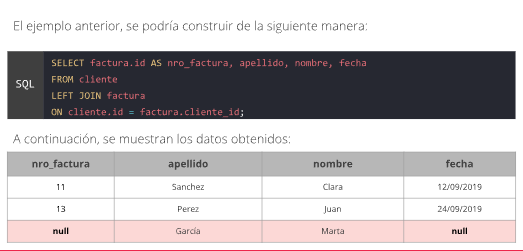 El ejemplo anterior, se podría construir de la siguiente manera:
SQL
SELECT factura.id AS nro_factura, apellido, nombre, fecha
FROM cliente
LEFT JOIN factura
ON cliente.id = factura.cliente_id;
A continuación, se muestran los datos obtenidos:
nro_factura apellido nombre fecha
11 Sanchez Clara 12/09/2019
13 Perez Juan 24/09/2019
null García Marta null